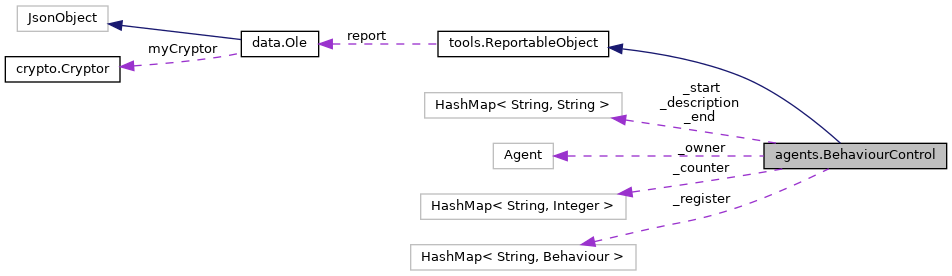 JsonObject
myCryptor
crypto.Cryptor
data.Ole
report
tools.ReportableObject
HashMap< String, String >
_start
_description
_end
Agent
_owner
agents.BehaviourControl
_counter
HashMap< String, Integer >
_register
HashMap< String, Behaviour >